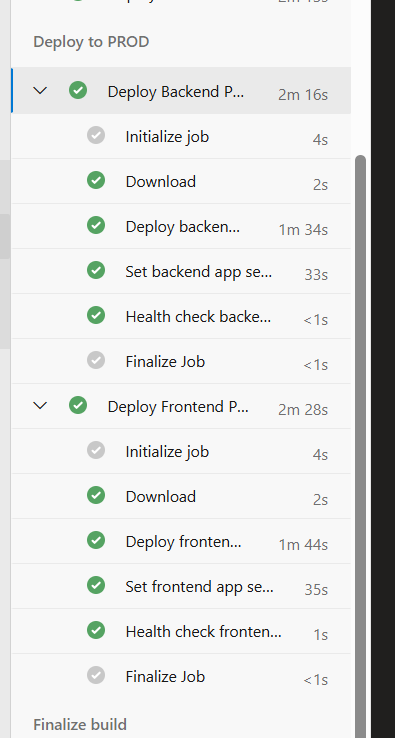 Deploy to PROD
Deploy Backend P... 2m 16s
Initialize job 4s
Download 2s
Deploy backen... 1m 34s
Set backend app se... 33s
Health check backe... <1s
Finalize Job <1s
Deploy Frontend P... 2m 28s
Initialize job 4s
Download 2s
Deploy fronten... 1m 44s
Set frontend app se... 35s
Health check fronten... 1s
Finalize Job <1s
Finalize build